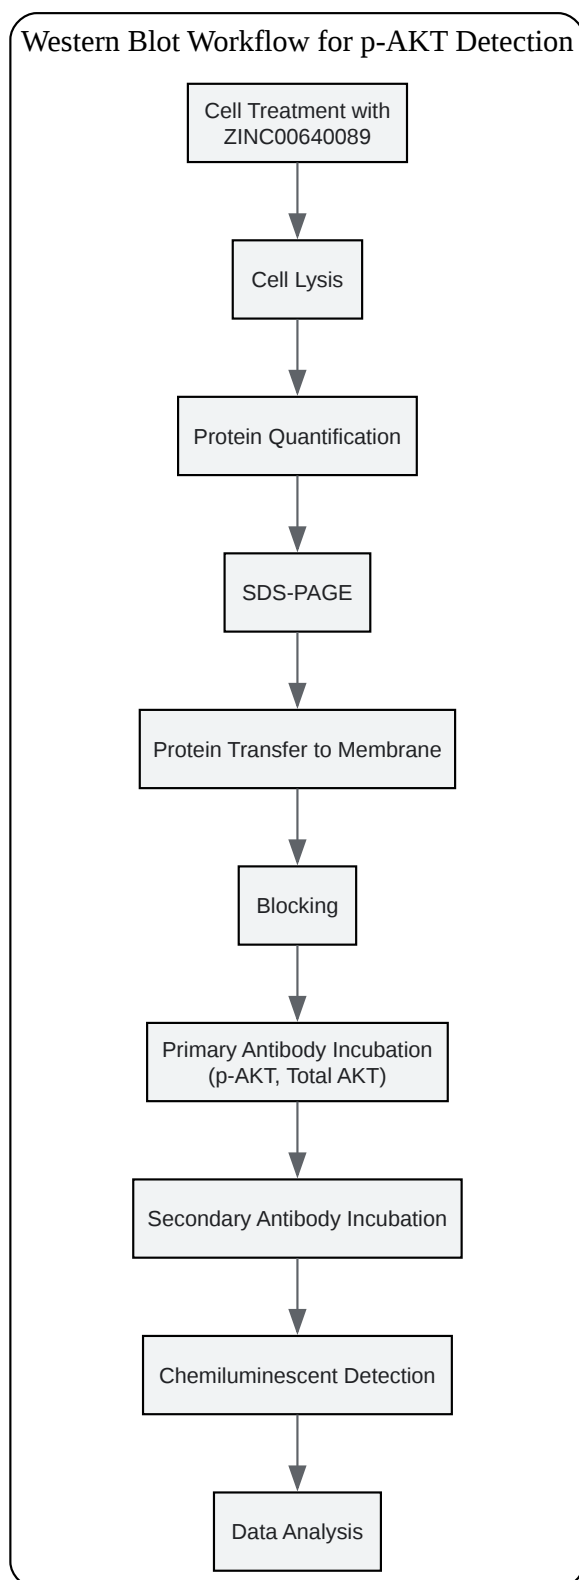 Western Blot Workflow for p-AKT Detection
Cell Treatment with
ZINC00640089
Cell Lysis
Protein Quantification
SDS-PAGE
Protein Transfer to Membrane
Blocking
Primary Antibody Incubation
(p-AKT, Total AKT)
Secondary Antibody Incubation
Chemiluminescent Detection
Data Analysis